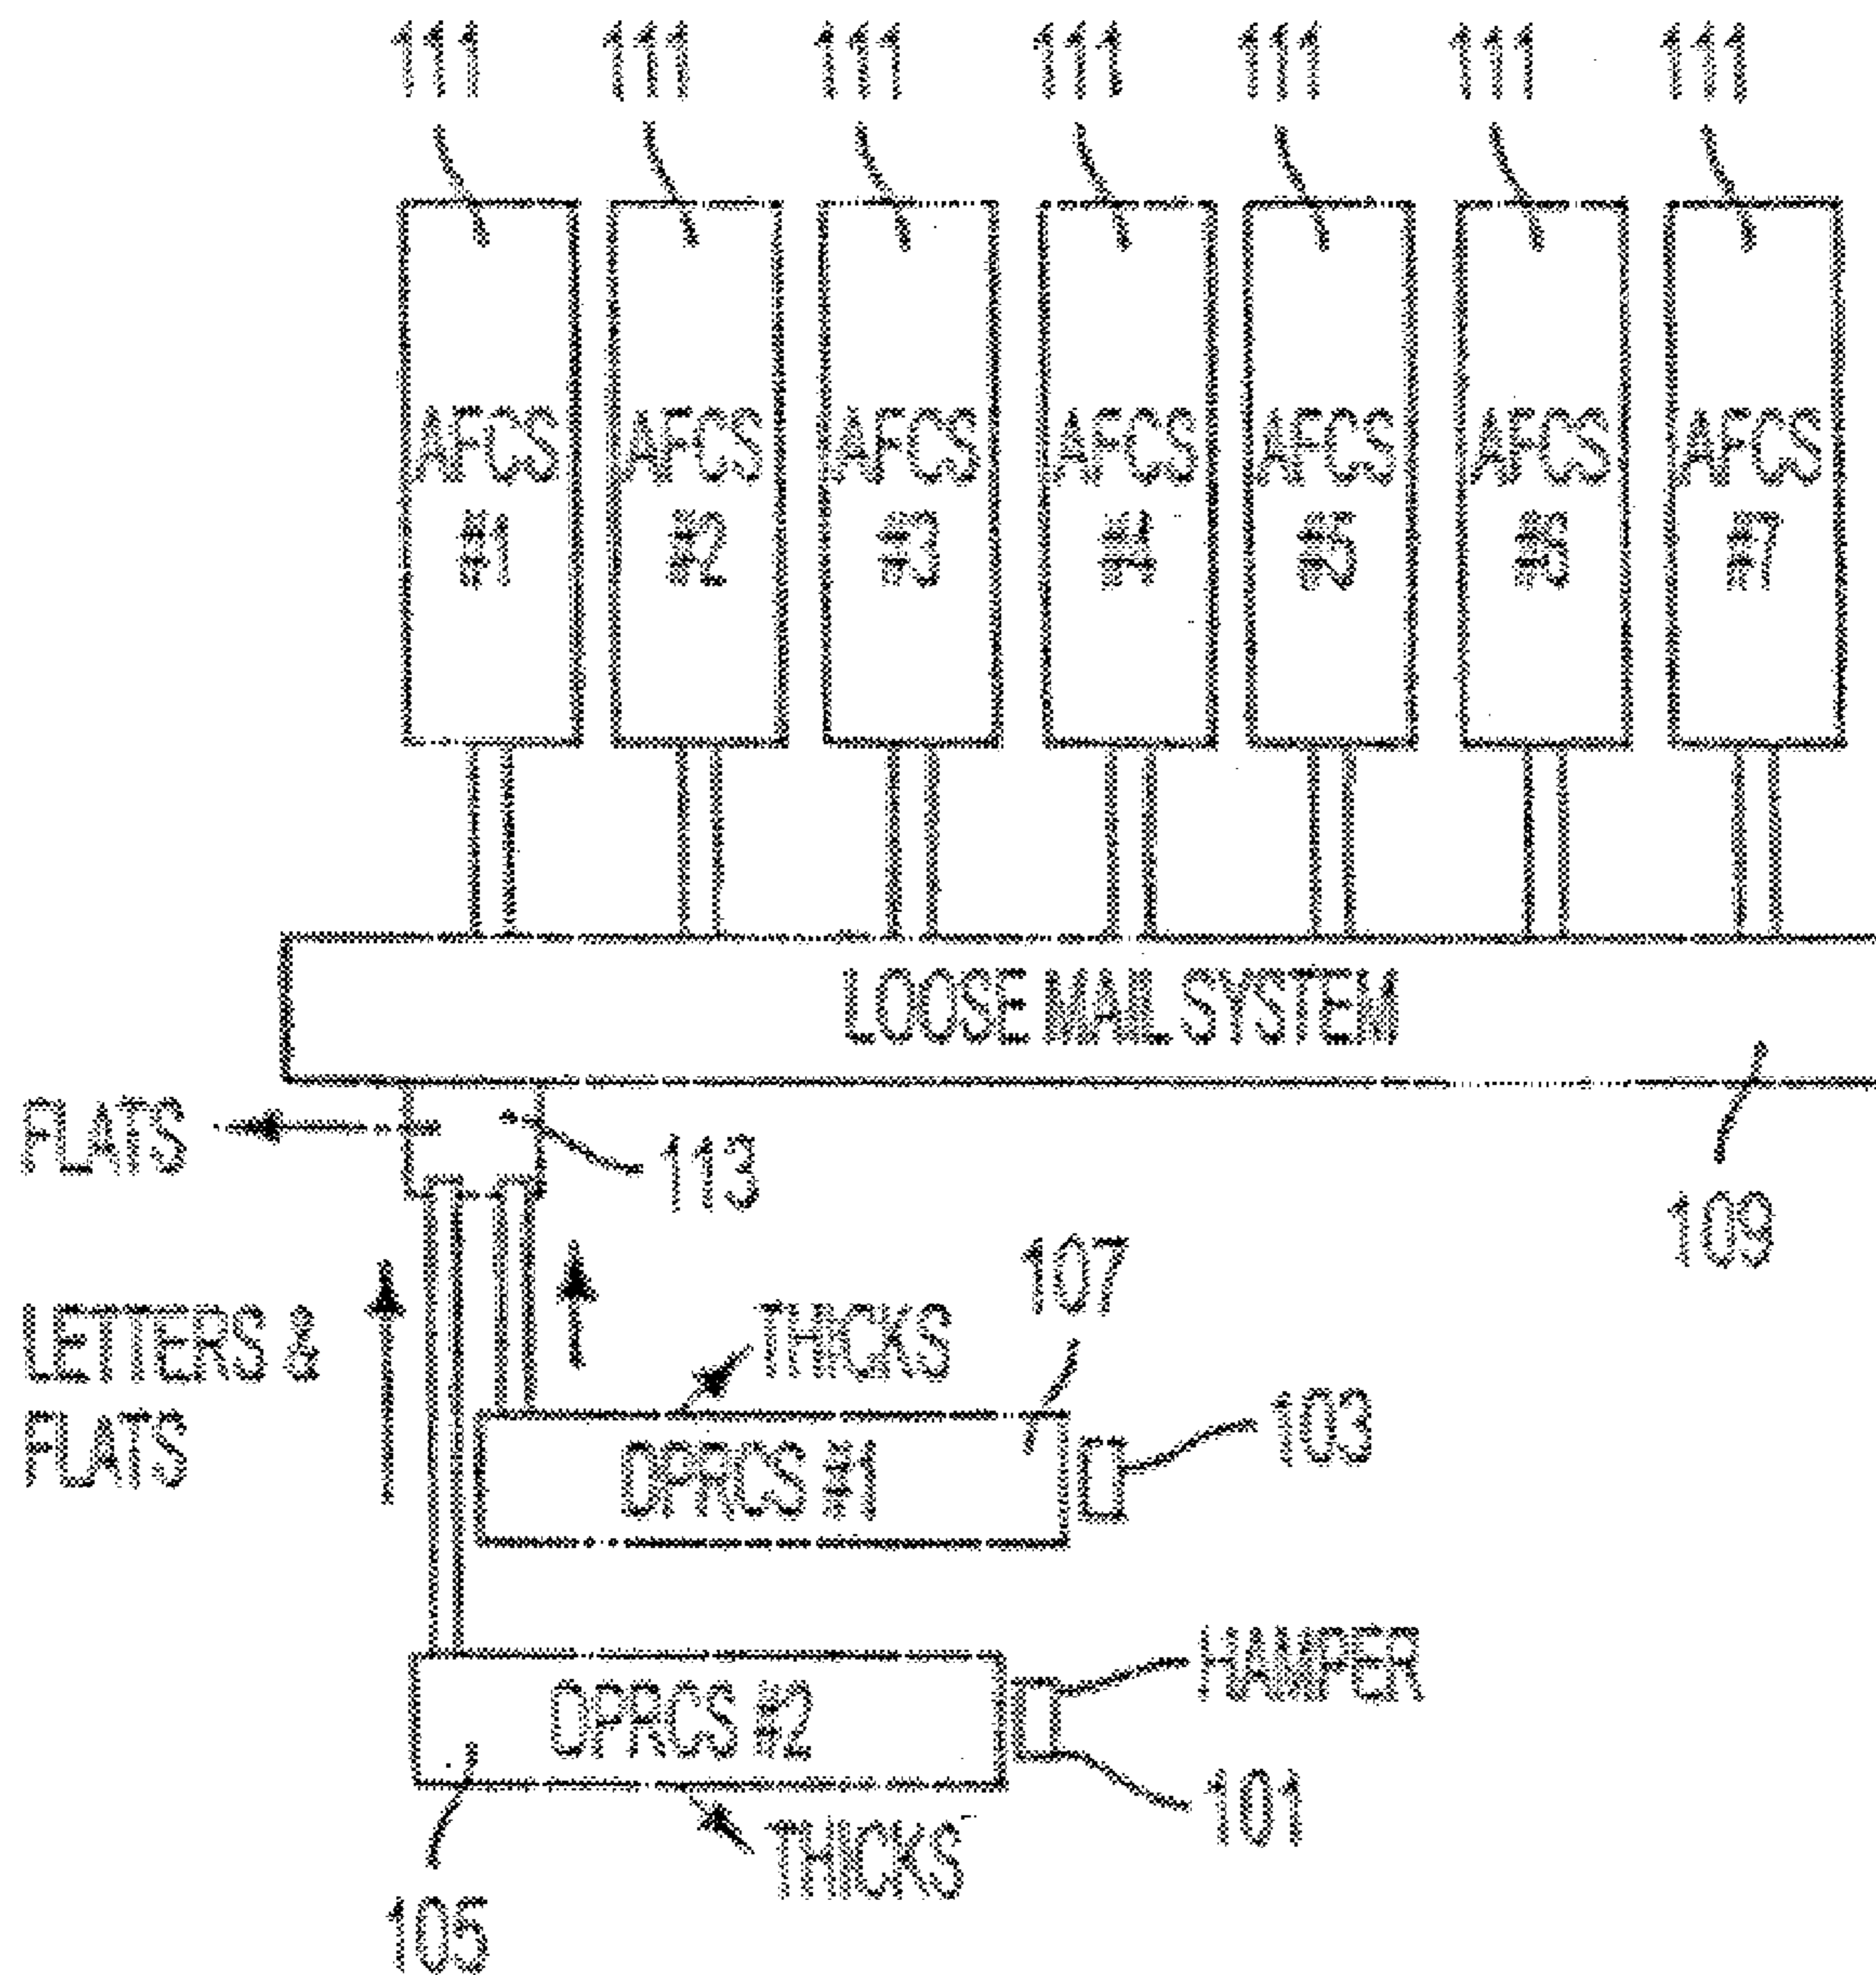 111 111 111 111 111 111 111
AFCS AFCS AFCS AFCS AFCS AFCS AFCS
#1 #2 #3 #4 #5 #6 #7
LOOSE MAIL SYSTEM
FLATS
113
109
107
LETTERS &
FLATS
THICKS
103
OPRCS #1
HAMPER
OPRCS #2
101
THICKS
105